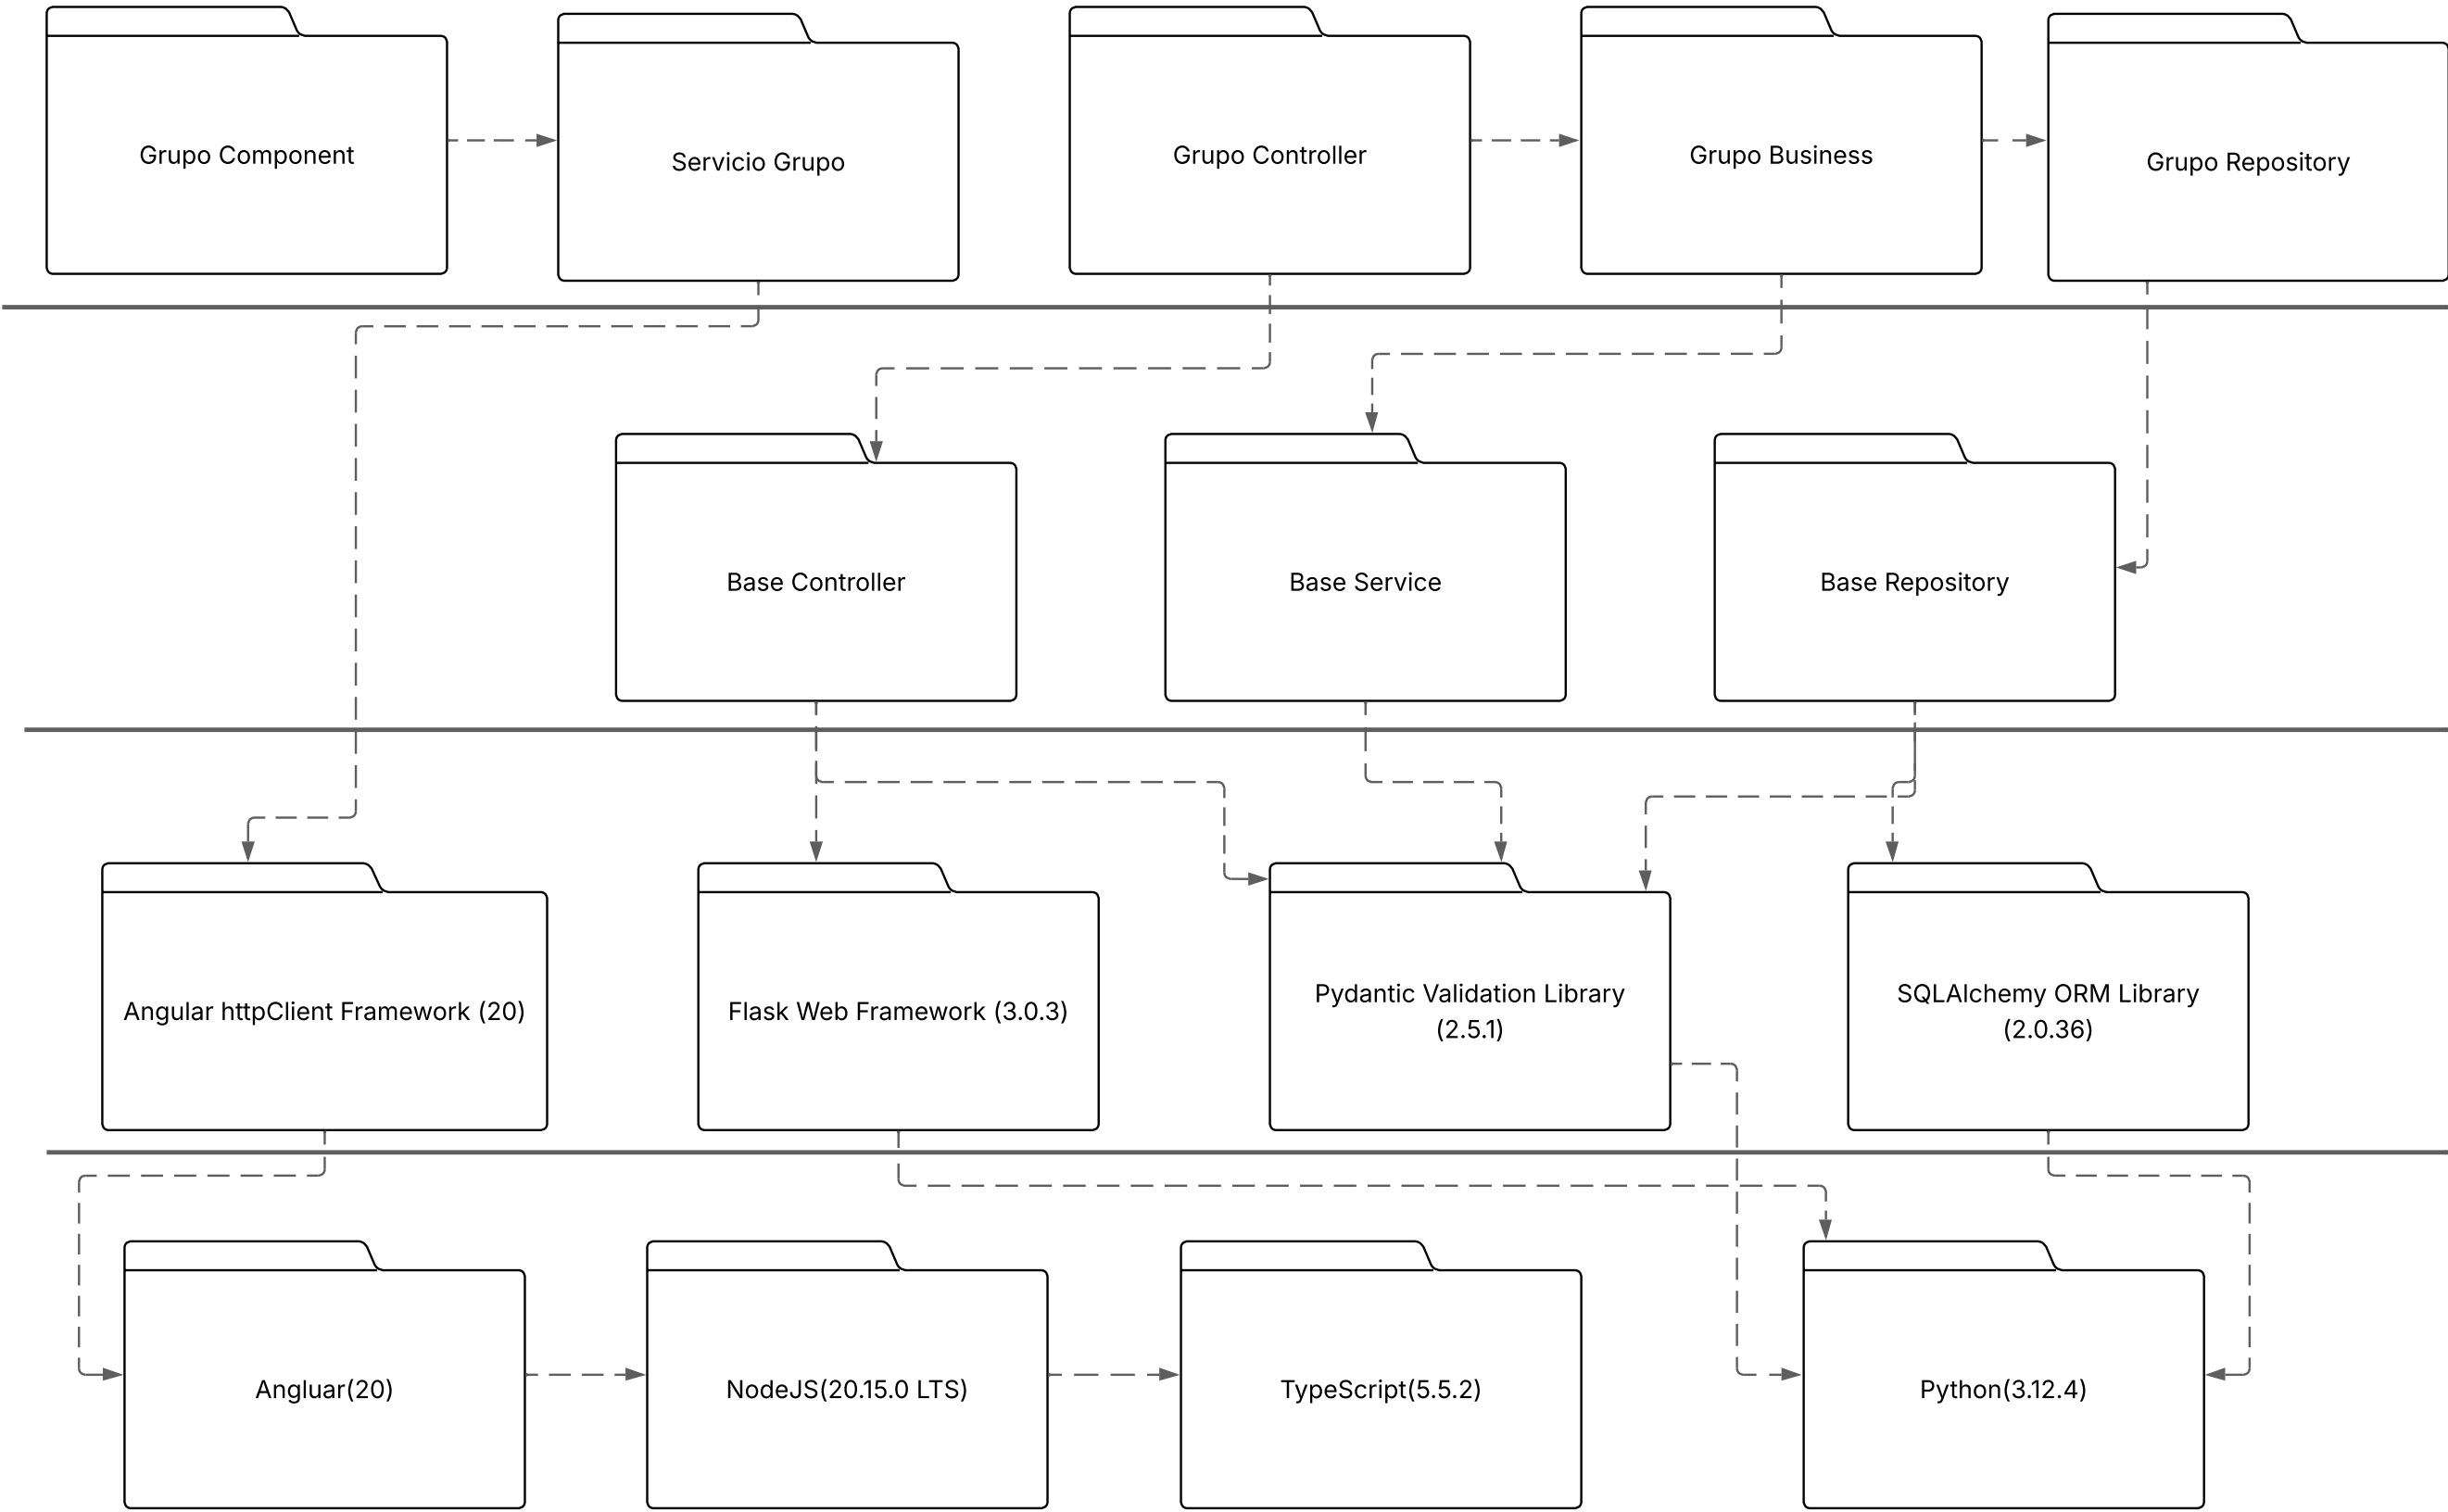 Grupo Component
Servicio Grupo
Grupo Controller
Grupo Business
Grupo Repository
Base Controller
Base Service
Base Repository
Angular httpClient Framework (20)
Flask Web Framework (3.0.3)
Pydantic Validation Library
(2.5.1)
SQLAlchemy ORM Library
(2.0.36)
Angluar(20)
NodeJS(20.15.0 LTS)
TypeScript(5.5.2)
Python(3.12.4)